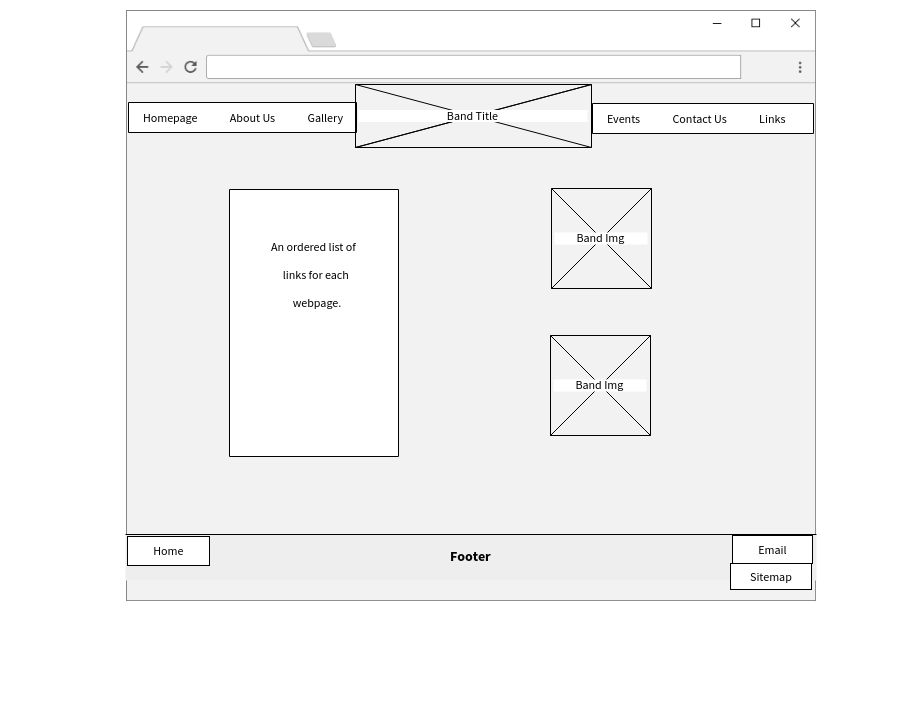 Homepage About Us Gallery Band Title Events Contact Us Links
An ordered list of
links for each
webpage.
Band Img
Band Img
Home Footer Email
Sitemap